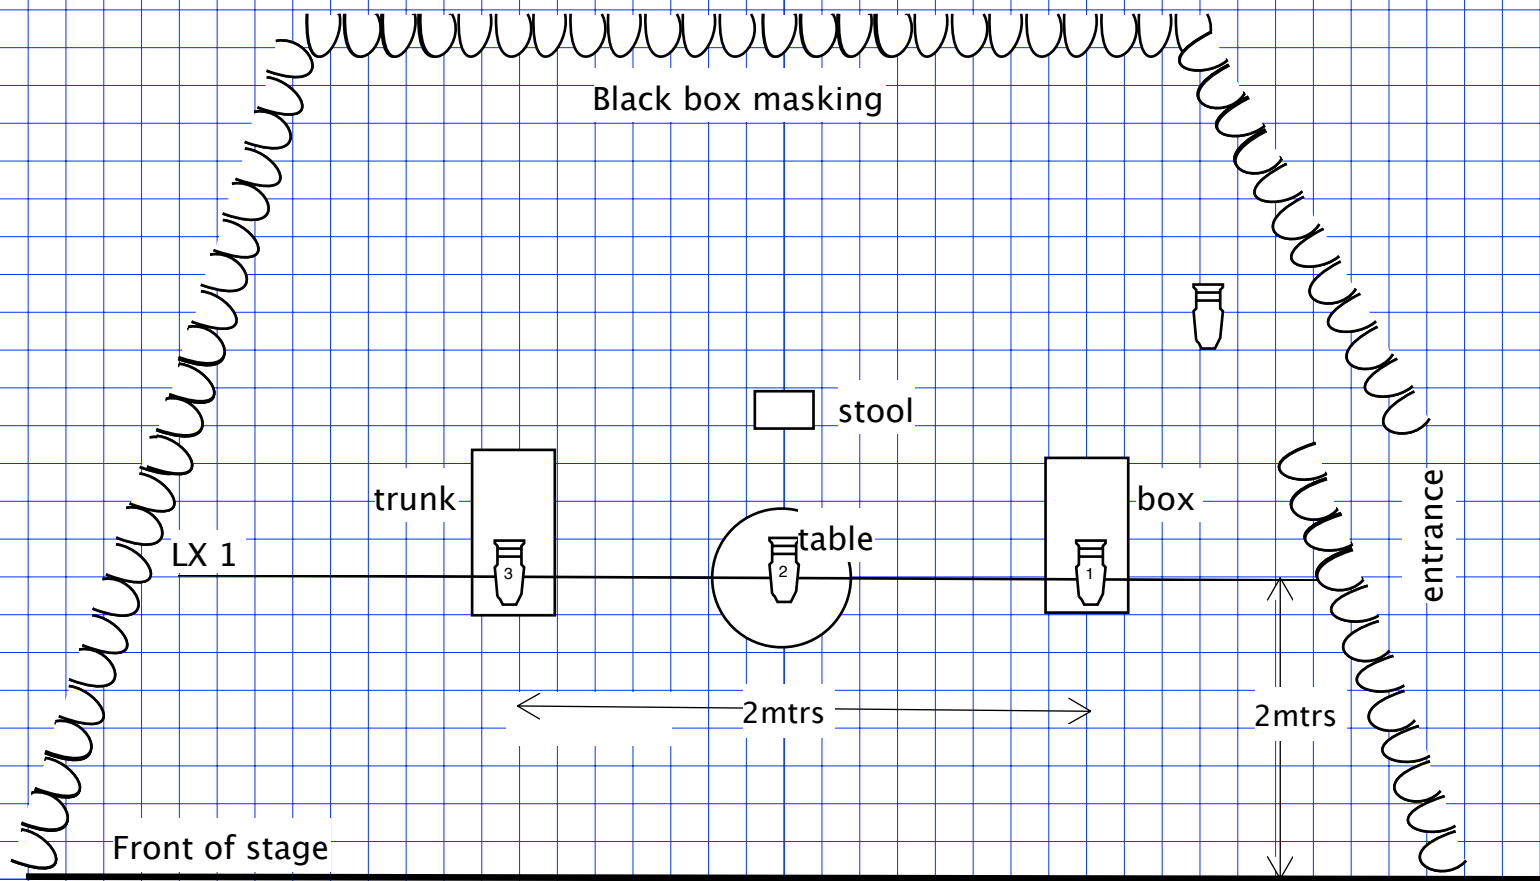 Black box masking
stool
trunk
box
table
LX 1
3
2
1
entrance
2mtrs
2mtrs
Front of stage